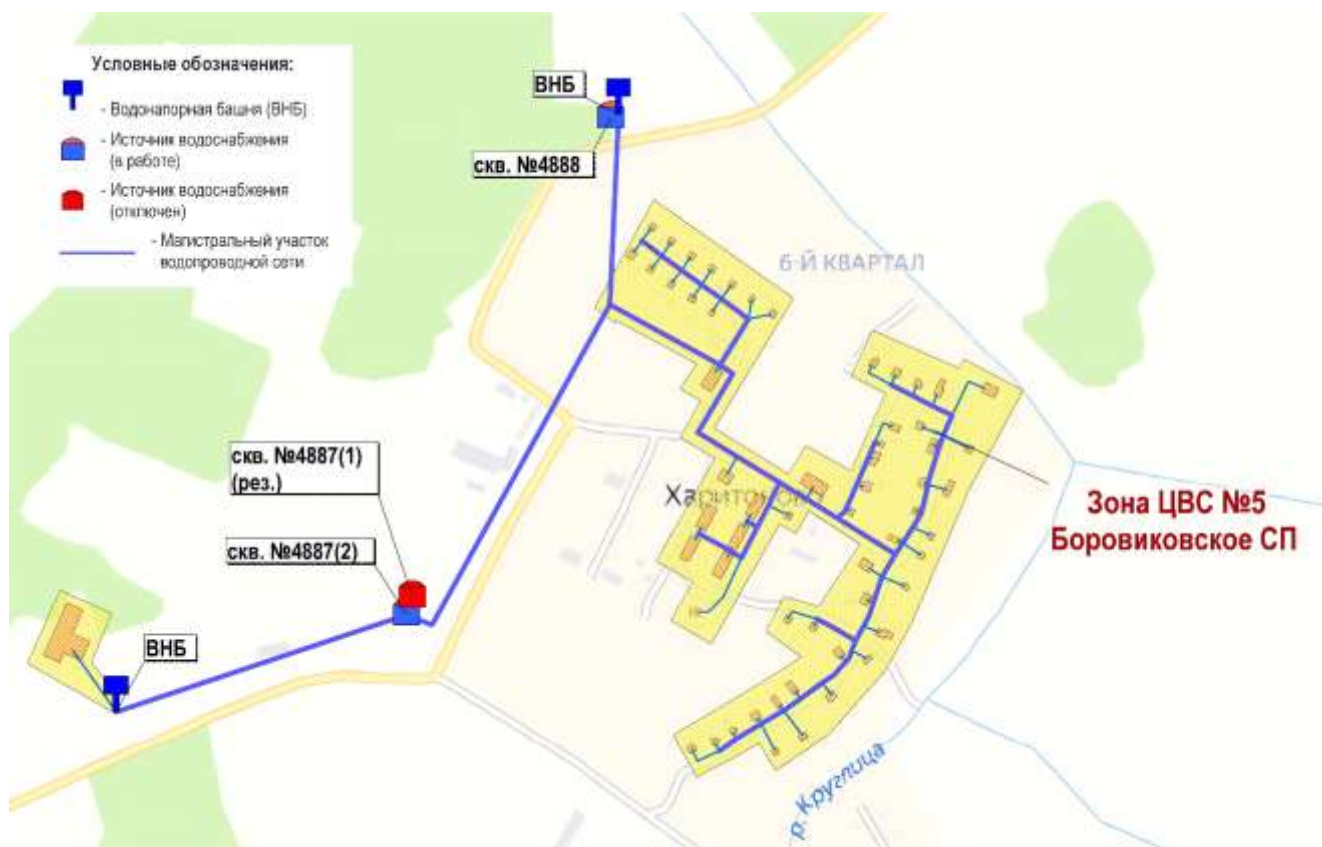 Условные обозначения:
- Водонапорная башня (ВНБ)
- Источник водоснабжения
(в работе)
- Источник водоснабжения
(отключен)
- Магистральный участок
водопроводной сети
ВНБ
скв. №4888
6-Й КВАРТАЛ
скв. №4887(1)
(рез.)
скв. №4887(2)
ВНБ
Зона ЦВС №5
Боровиковское СП
р. Круглица